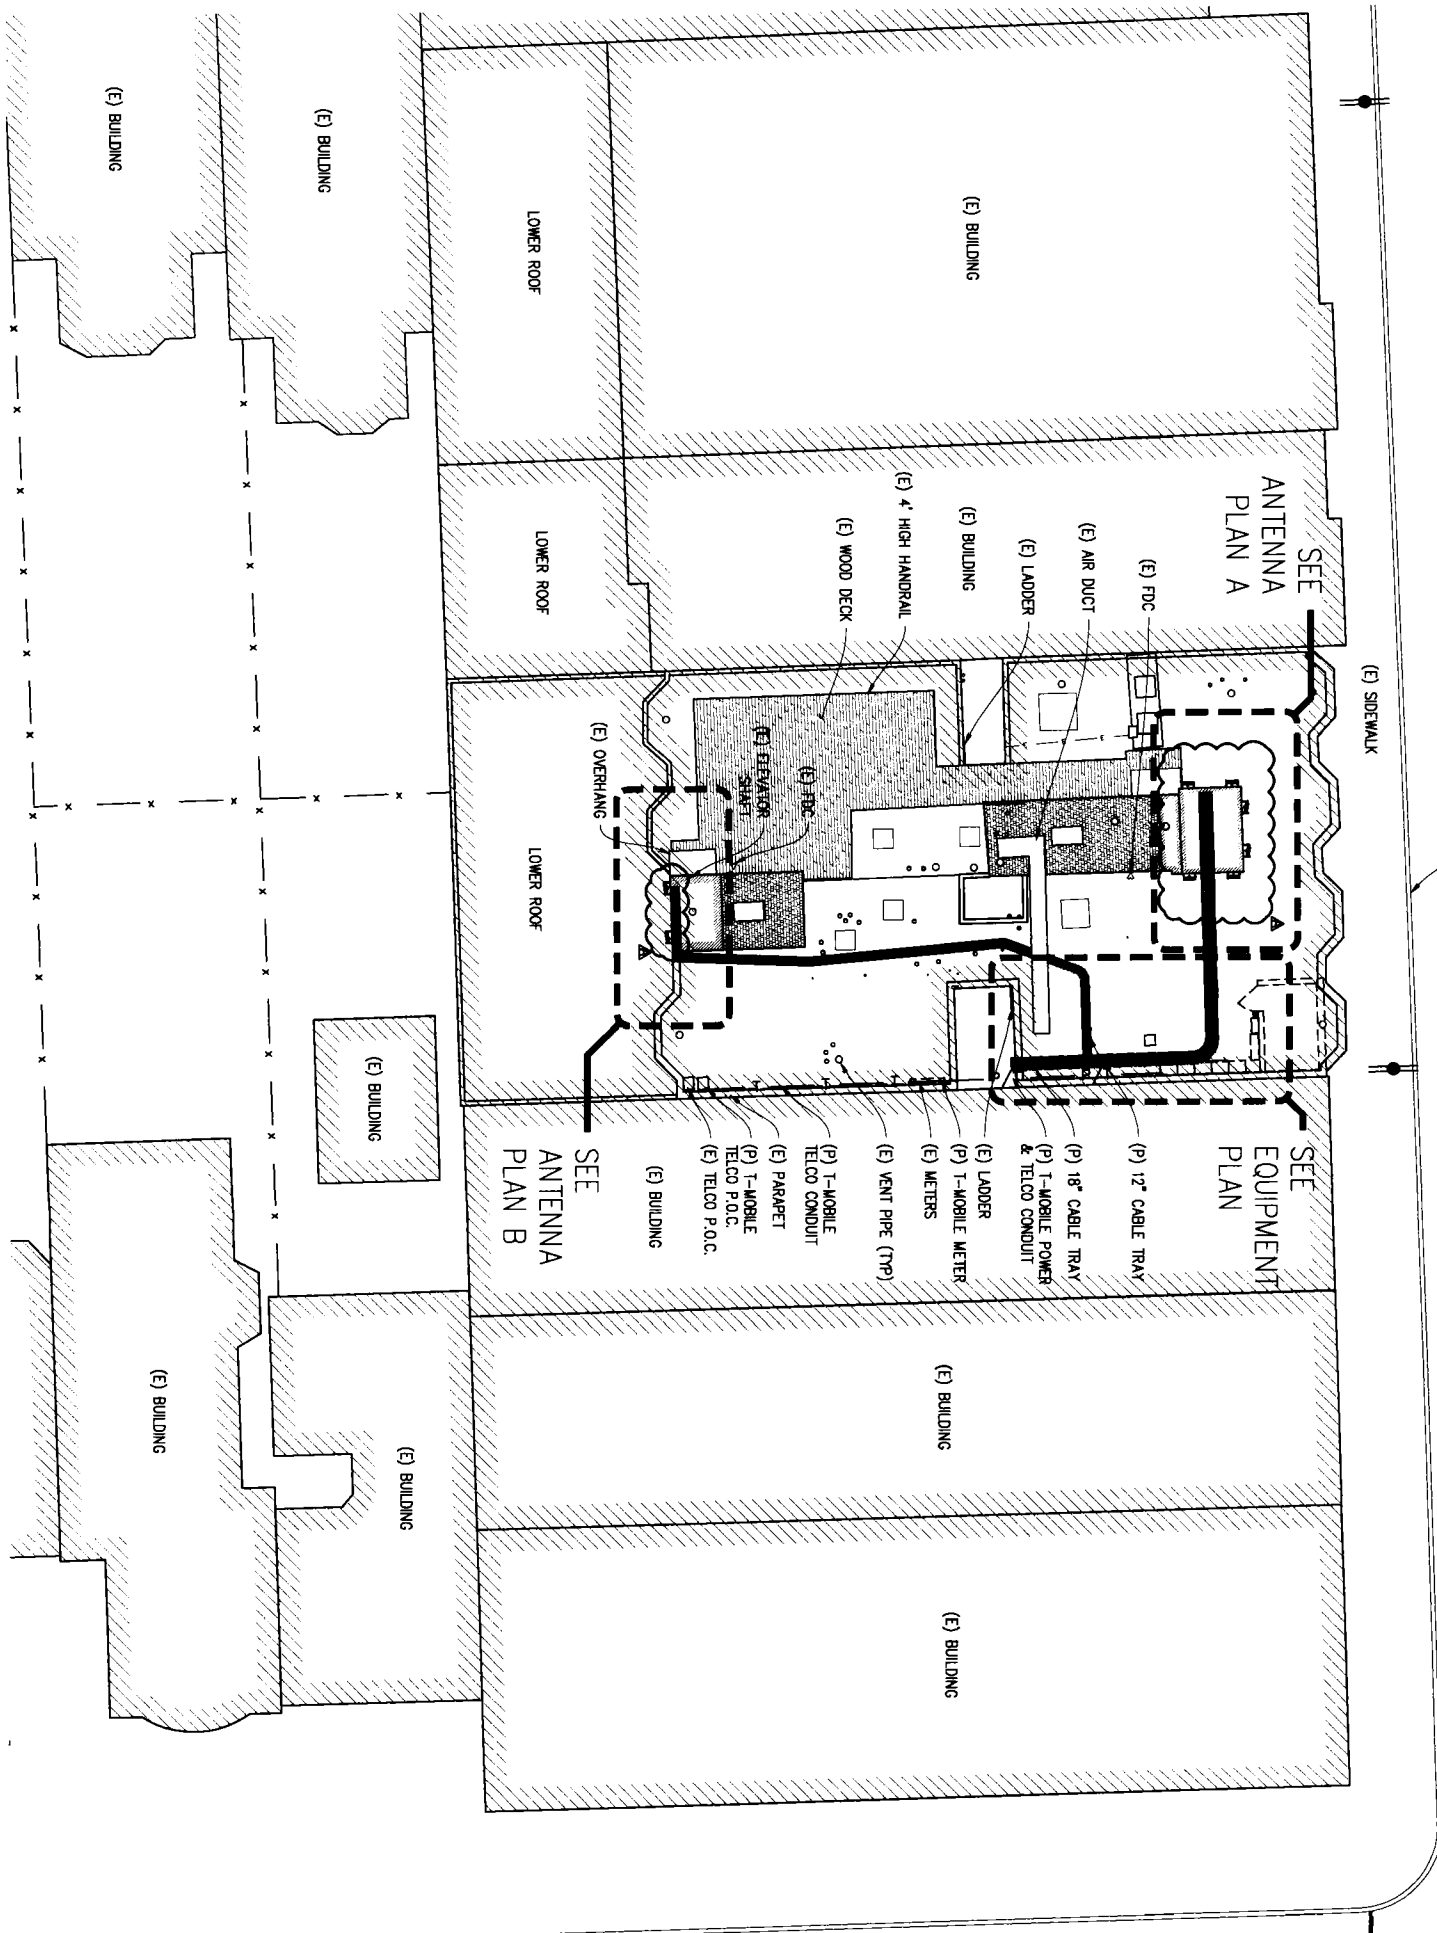 (E) SIDEWALK
SEE
ANTENNA
PLAN A
(E) FDC
(E) AIR DUCT
(E) LADDER
(E) BUILDING
(E) 4' HIGH HANDRAIL
(E) WOOD DECK
(E) BUILDING
LOWER ROOF
LOWER ROOF
(E) BUILDING
(E) BUILDING
(E) FDC
(E) ELEVATOR
SHAFT
(E) OVERHANG
LOWER ROOF
(E) BUILDING
SEE
EQUIPMENT
PLAN
(P) 12" CABLE TRAY
(P) 18" CABLE TRAY
(P) T-MOBILE POWER
& TELCO CONDUIT
(E) LADDER
(P) T-MOBILE METER
(E) METERS
(E) VENT PIPE (TYP)
(P) T-MOBILE
TELCO CONDUIT
(E) PARAPET
(P) T-MOBILE
TELCO P.O.C.
(E) TELCO P.O.C.
(E) BUILDING
SEE
ANTENNA
PLAN B
(E) BUILDING
(E) BUILDING
(E) BUILDING
(E) BUILDING